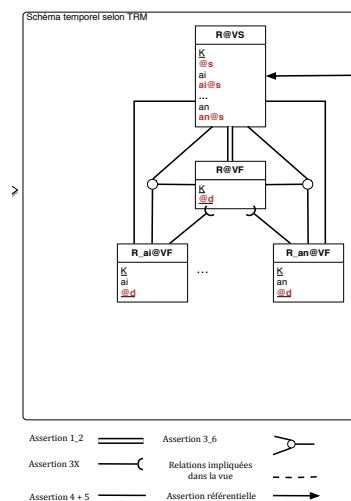 Schéma temporel selon TRM
R@VS
K
@s
ai
ai@s
...
an
an@s
R@VF
K
@d
R_ai@VF
K
ai
@d
...
R_an@VF
K
an
@d
Assertion 1_2
Assertion 3_6
Assertion 3X
Relations impliquées
dans la vue
Assertion 4 + 5
Assertion référentielle